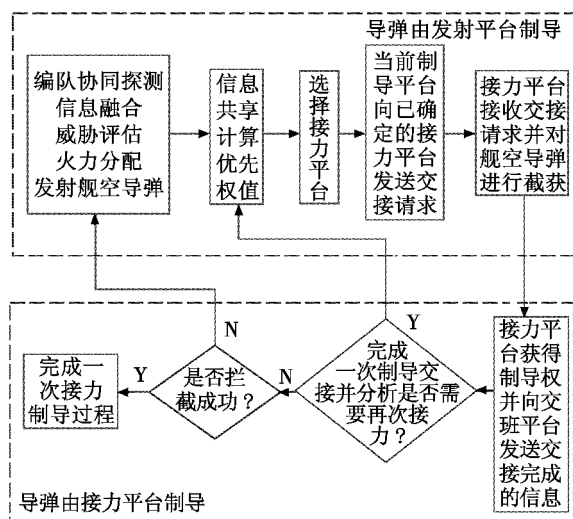 导弹由发射平台制导
编队协同探测
信息融合
威胁评估
火力分配
发射舰空导弹
信息
共享
计算
优先
权值
选择接力平台
当前制
导平台
向已确
定的接
力平台
发送交
接请求
接力平台
接收交接
请求并对
舰空导弹
进行截获
接力平
台获得
制导权
并向交
班平台
发送交
接完成
的信息
完成
一次制导交
接并分析是否需
要再次接
力？
Y
N
是否拦
截成功？
N
Y
完成一
次接力
制导过程
导弹由接力平台制导